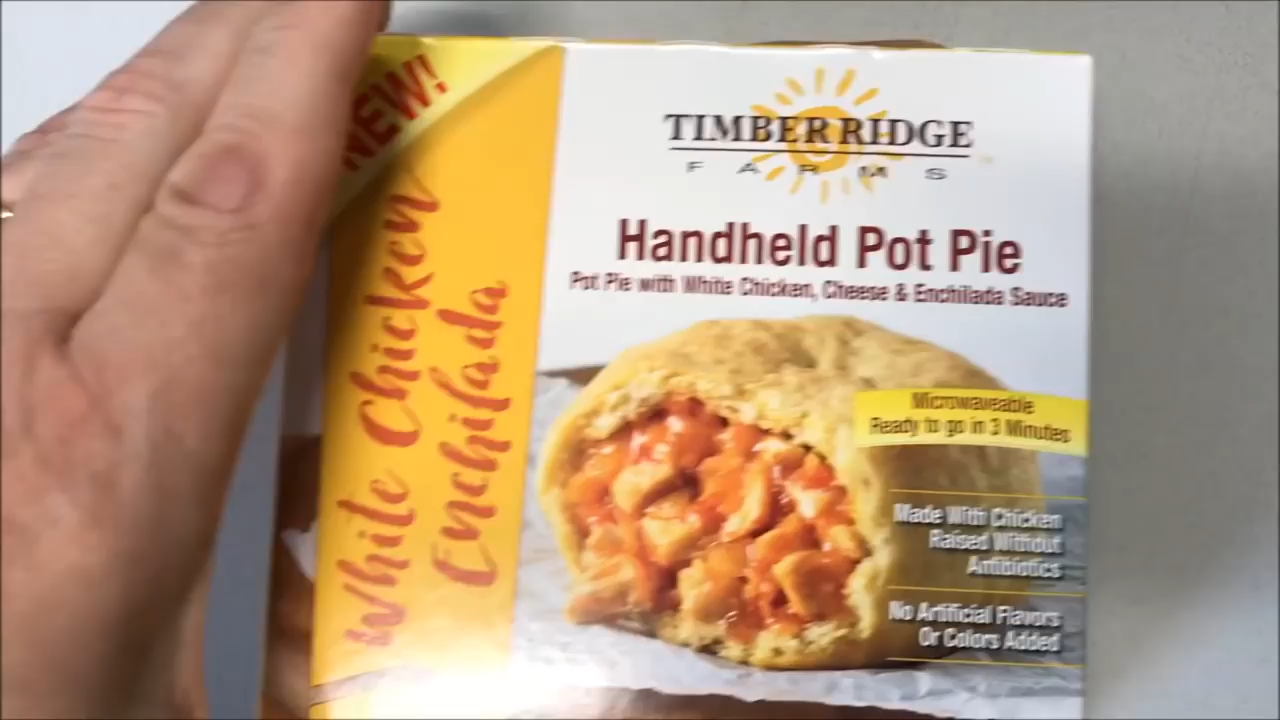 NEW!
White Chicken
Enchilada
TIMBER RIDGE
FARMS
Handheld Pot Pie
Pot Pie with White Chicken, Cheese & Enchilada Sauce
Microwaveable
Ready to go in 3 Minutes
Made With Chicken
Raised Without
Antibiotics
No Artificial Flavors
Or Colors Added